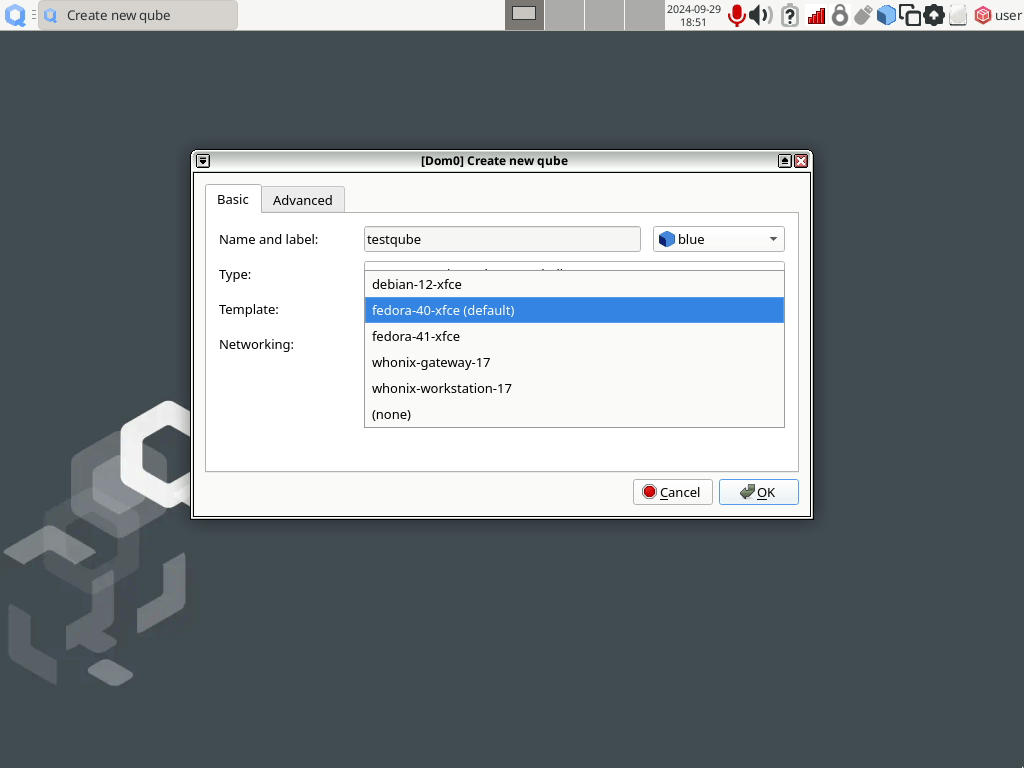 Create new qube
2024-09-29
18:51
user
[Dom0] Create new qube
Basic
Advanced
Name and label:
testqube
blue
Type:
Template:
Networking:
debian-12-xfce
fedora-40-xfce (default)
fedora-41-xfce
whonix-gateway-17
whonix-workstation-17
(none)
Cancel
OK